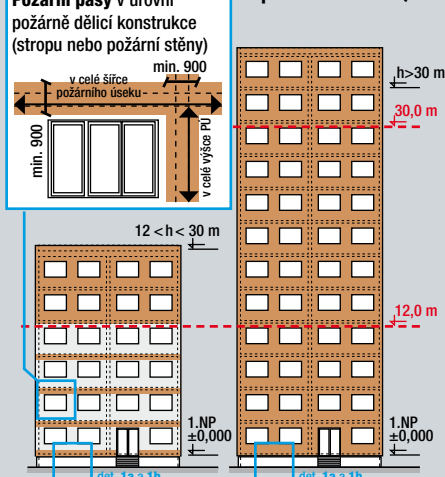 Požární pásy v úrovni
požárně dělicí konstrukce
(stropu nebo požární stěny)
min. 900
v celé šířce
požárního úseku
min. 900
v celé výšce PÚ
12 < h < 30 m
h>30 m
30,0 m
12,0 m
1.NP
±0,000
1.NP
±0,000
det. 1a a 1b
det. 1a a 1b